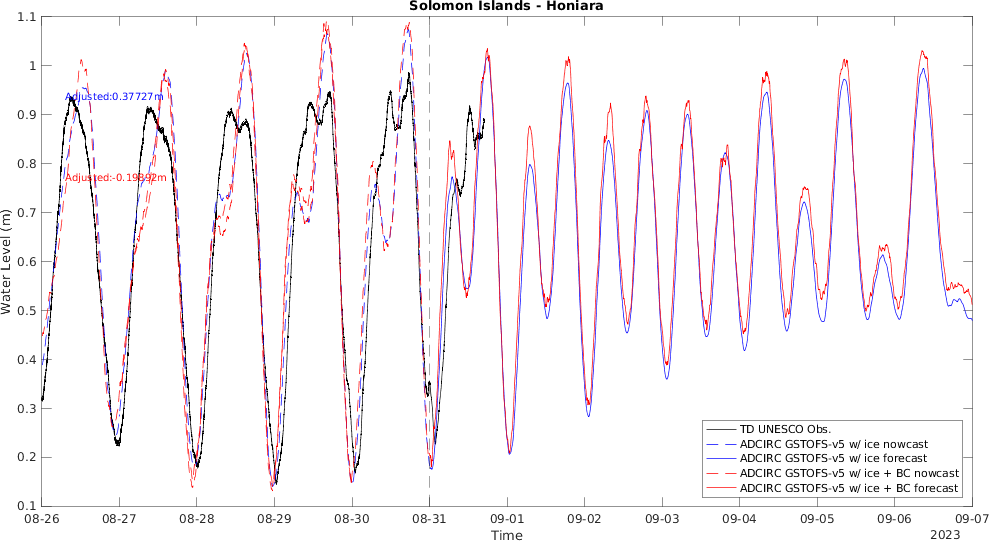 Solomon Islands - Honiara
Water Level (m)
1.1
1
0.9
0.8
0.7
0.6
0.5
0.4
0.3
0.2
0.1
Adjusted:0.37727m
Adjusted:-0.19392m
TD UNESCO Obs.
ADCIRC GSTOFS-v5 w/ ice nowcast
ADCIRC GSTOFS-v5 w/ ice forecast
ADCIRC GSTOFS-v5 w/ ice + BC nowcast
ADCIRC GSTOFS-v5 w/ ice + BC forecast
08-26 08-27 08-28 08-29 08-30 08-31 09-01 09-02 09-03 09-04 09-05 09-06 09-07
Time
2023